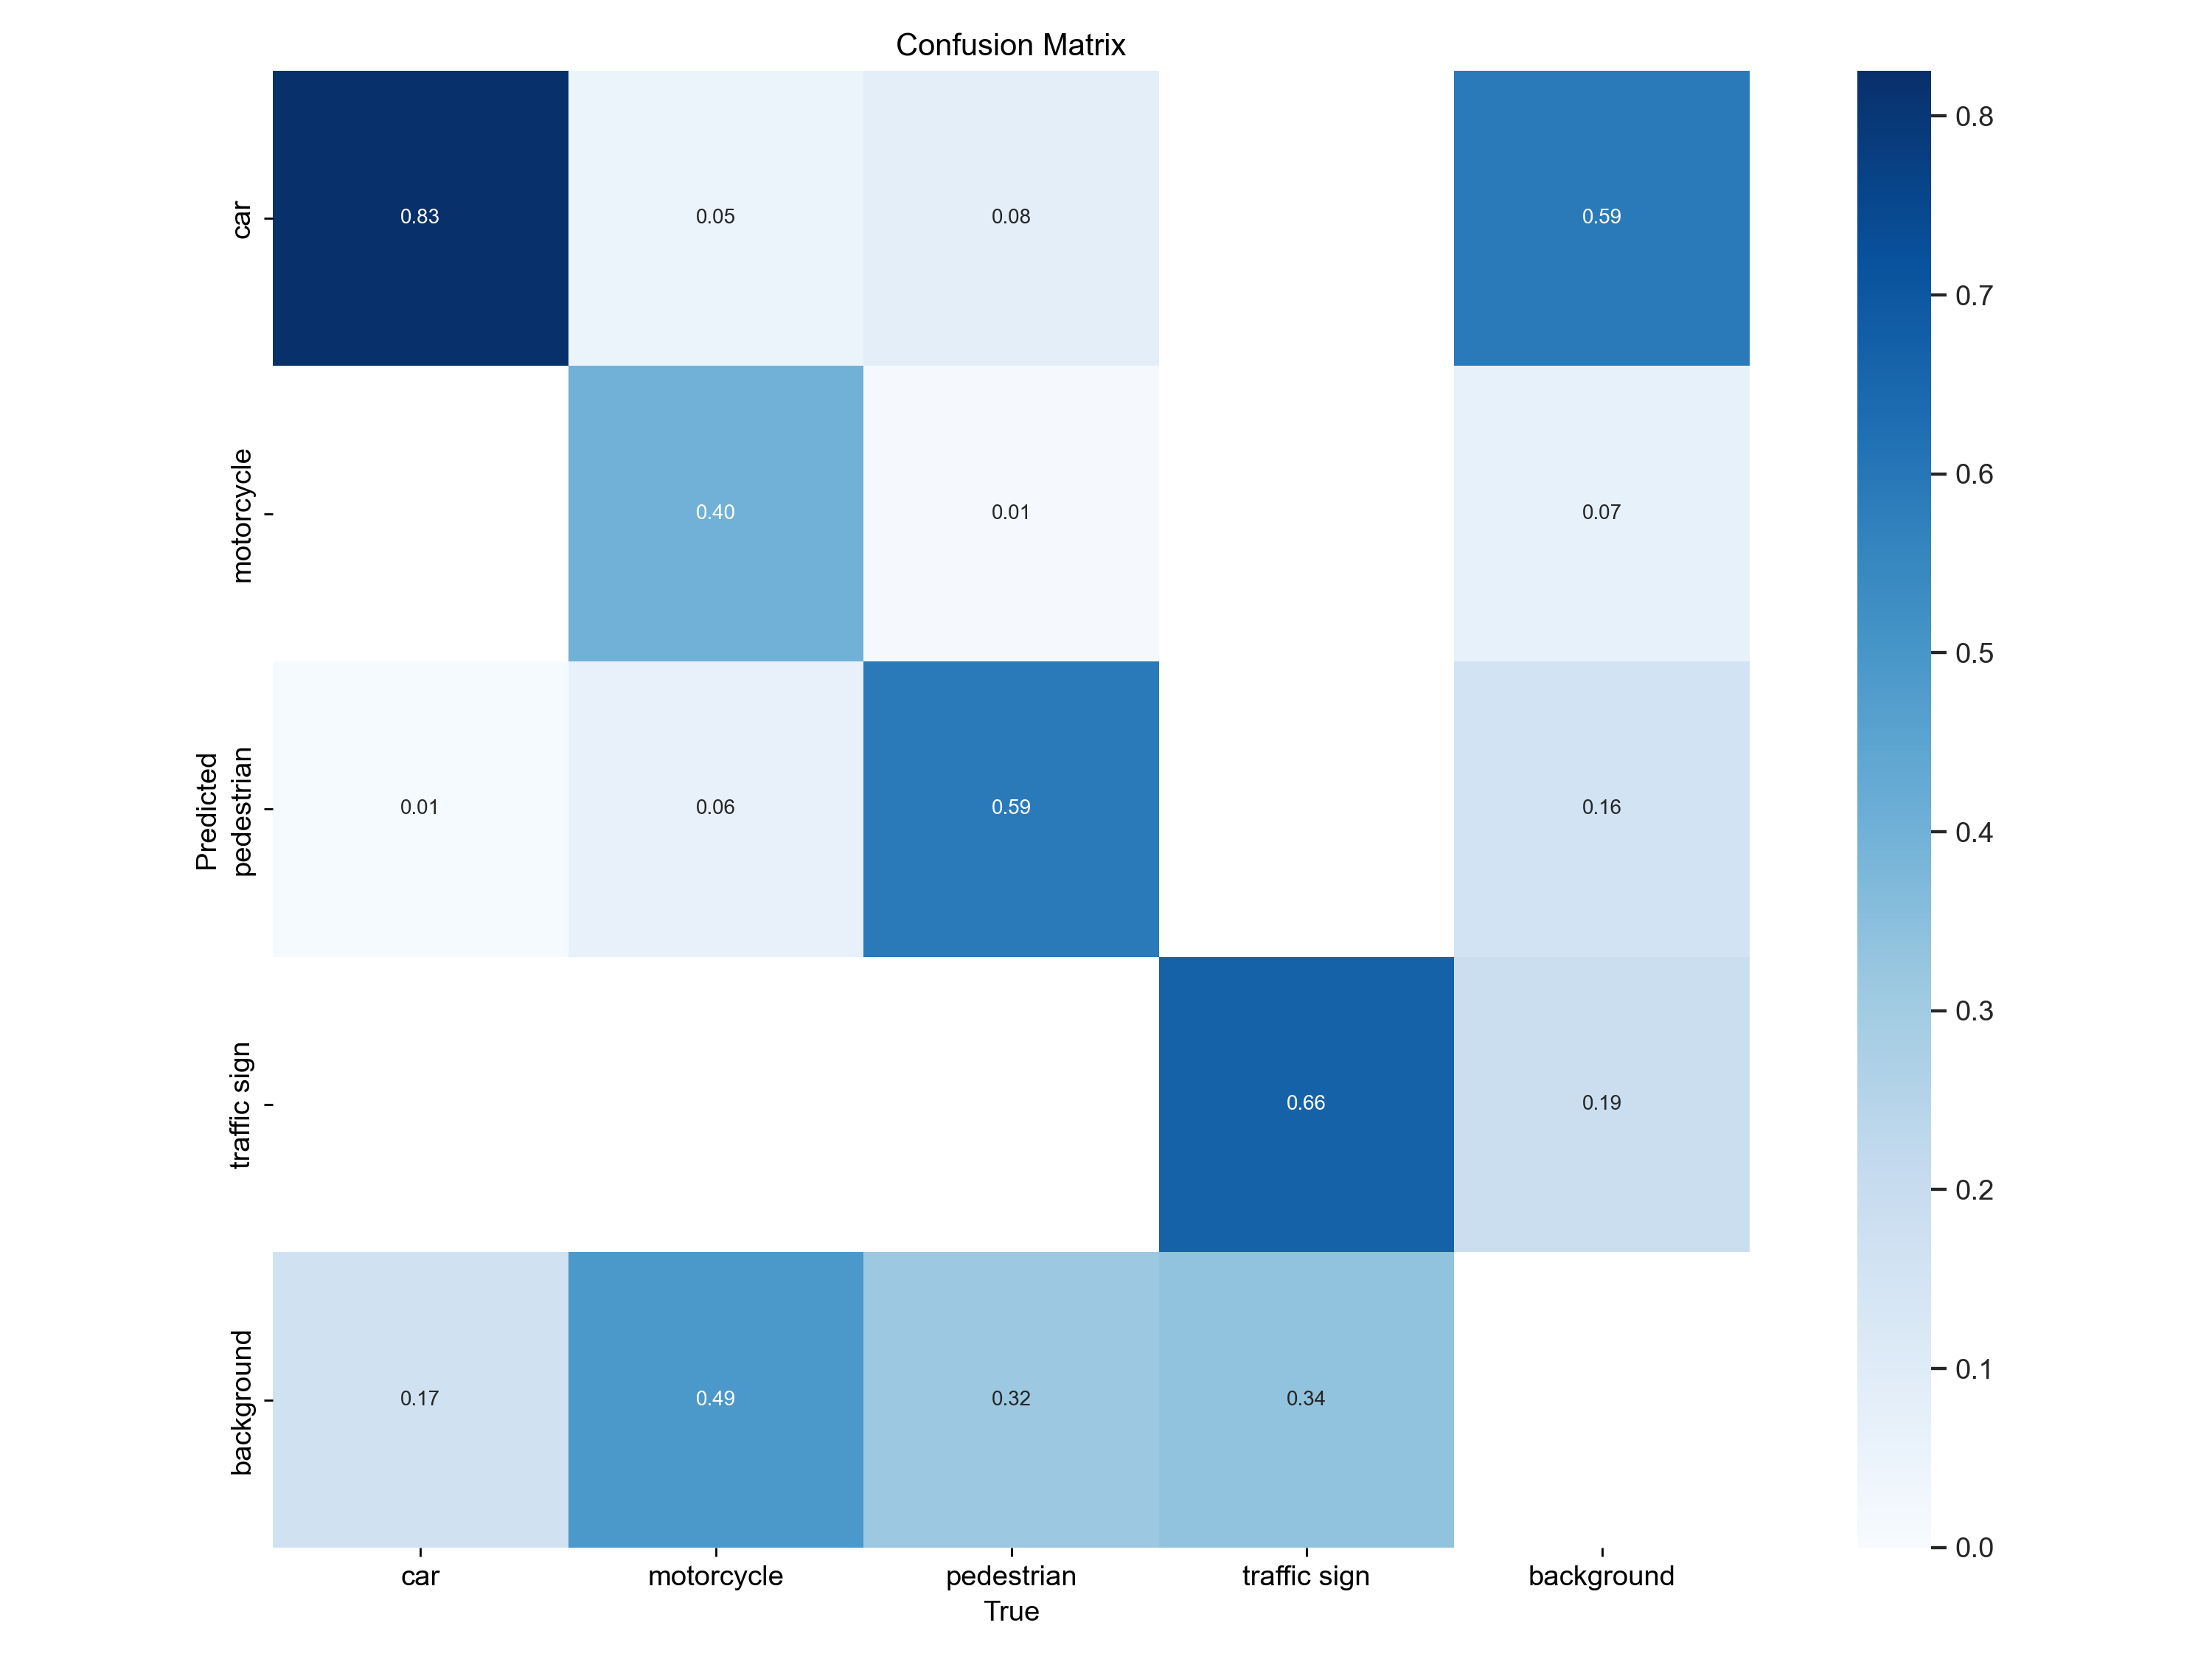 Confusion Matrix
car
0.83
0.05
0.08
0.59
motorcycle
0.40
0.01
0.07
Predicted
pedestrian
0.01
0.06
0.59
0.16
traffic sign
0.66
0.19
background
0.17
0.49
0.32
0.34
car
motorcycle
pedestrian
traffic sign
background
True
0.8
0.7
0.6
0.5
0.4
0.3
0.2
0.1
0.0